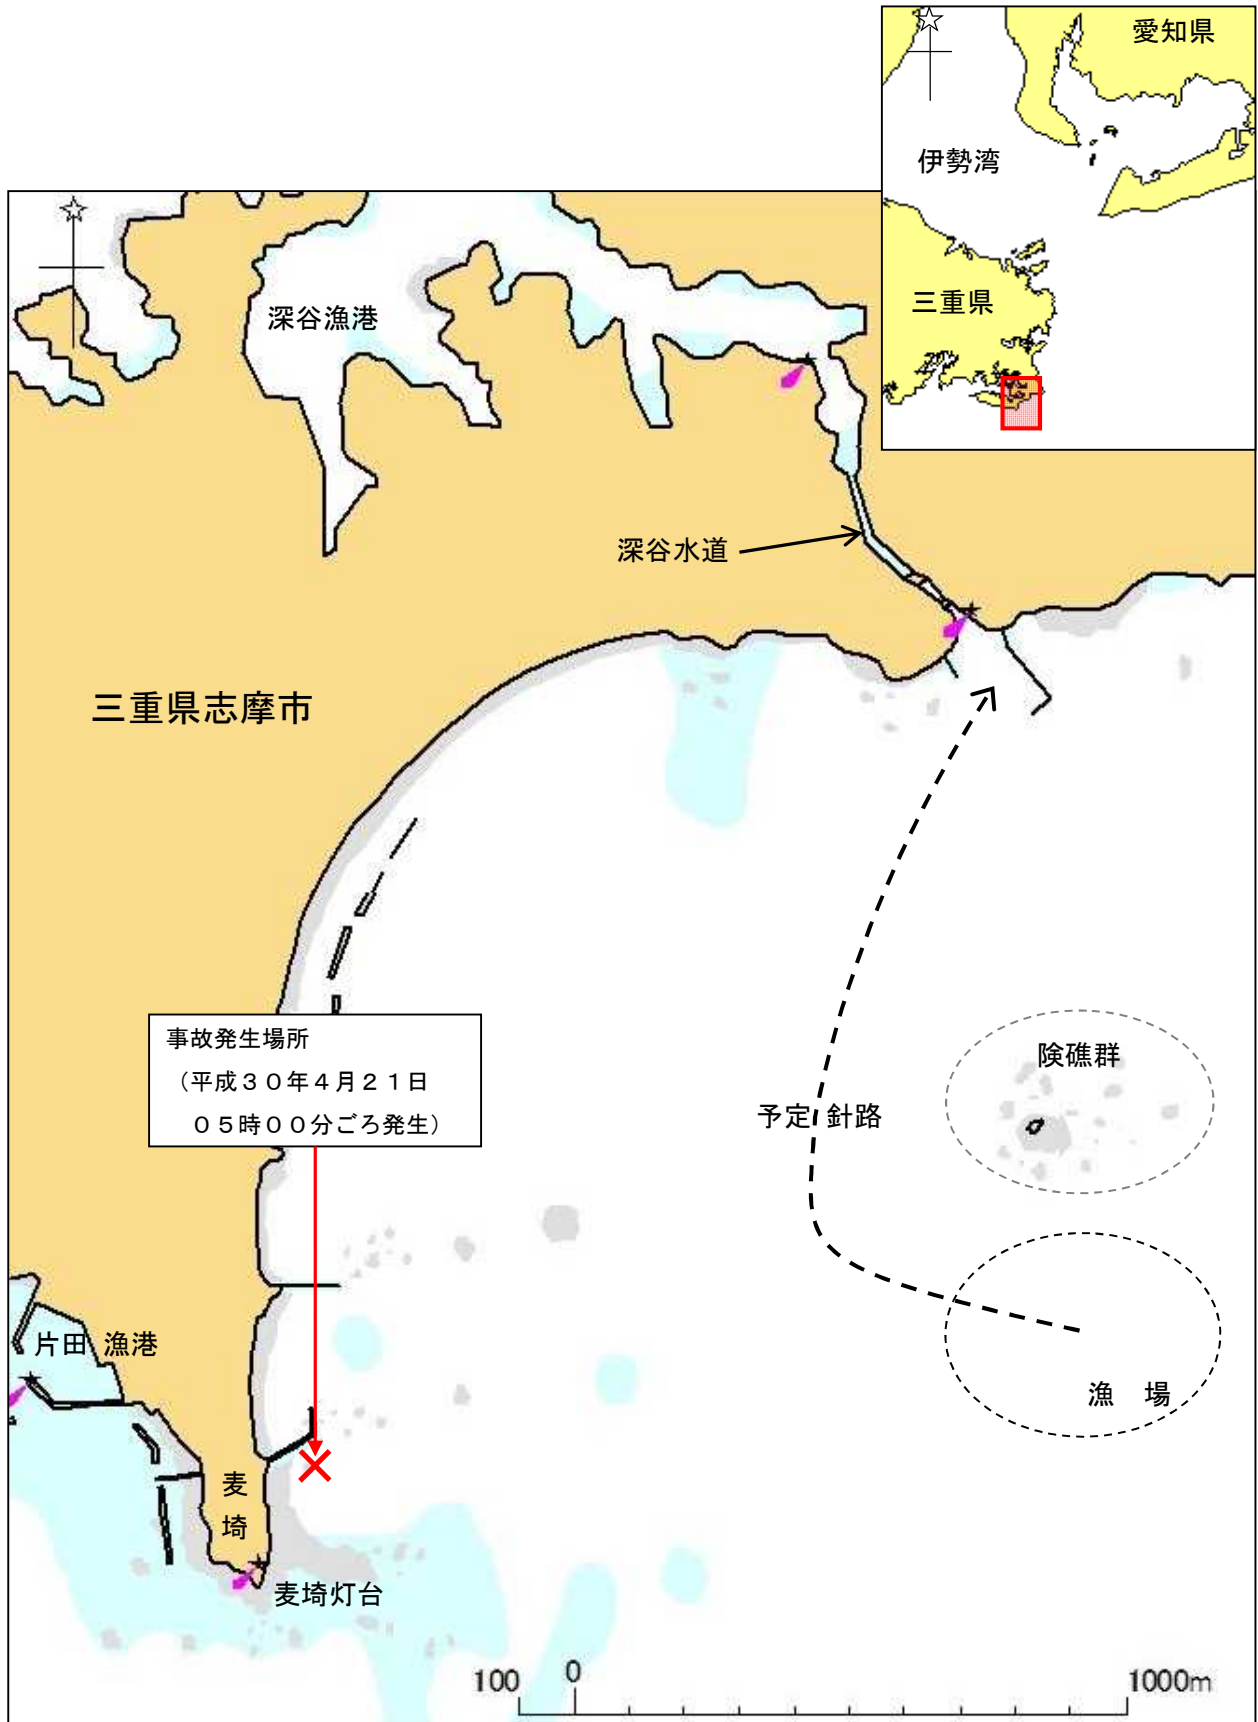 愛知県
伊勢湾
三重県
深谷漁港
深谷水道
三重県志摩市
事故発生場所
（平成３０年４月２１日
０５時００分ごろ発生）
険礁群
予定 針路
漁 場
片田 漁港
麦
埼
麦埼灯台
100 0 1000m